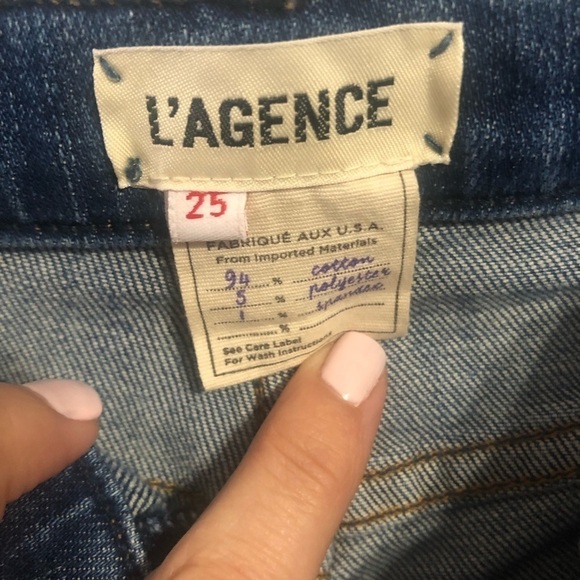 L'AGENCE
25
FABRIQUÉ AUX U.S.A.
From Imported Materials
94 % cotton
5 % polyester
1 % spandex
%
See Care Label
For Wash Instructions